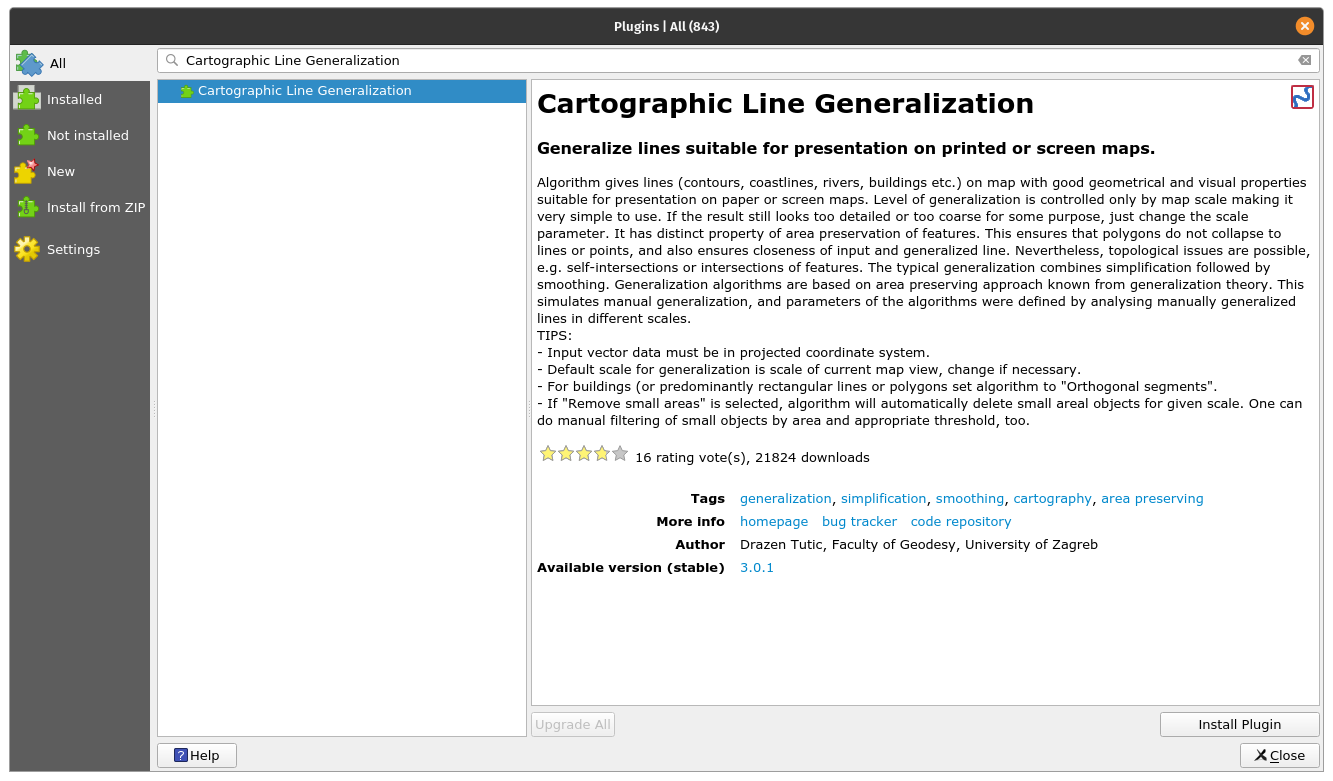 Plugins | All (843)
All
Installed
Not installed
New
Install from ZIP
Settings
Cartographic Line Generalization
Cartographic Line Generalization
Cartographic Line Generalization
Generalize lines suitable for presentation on printed or screen maps.
Algorithm gives lines (contours, coastlines, rivers, buildings etc.) on map with good geometrical and visual properties
suitable for presentation on paper or screen maps. Level of generalization is controlled only by map scale making it
very simple to use. If the result still looks too detailed or too coarse for some purpose, just change the scale
parameter. It has distinct property of area preservation of features. This ensures that polygons do not collapse to
lines or points, and also ensures closeness of input and generalized line. Nevertheless, topological issues are possible,
e.g. self-intersections or intersections of features. The typical generalization combines simplification followed by
smoothing. Generalization algorithms are based on area preserving approach known from generalization theory. This
simulates manual generalization, and parameters of the algorithms were defined by analysing manually generalized
lines in different scales.
TIPS:
- Input vector data must be in projected coordinate system.
- Default scale for generalization is scale of current map view, change if necessary.
- For buildings (or predominantly rectangular lines or polygons set algorithm to "Orthogonal segments".
- If "Remove small areas" is selected, algorithm will automatically delete small areal objects for given scale. One can
do manual filtering of small objects by area and appropriate threshold, too.
16 rating vote(s), 21824 downloads
Tags generalization, simplification, smoothing, cartography, area preserving
More info homepage bug tracker code repository
Author Drazen Tutic, Faculty of Geodesy, University of Zagreb
Available version (stable) 3.0.1
Upgrade All
Install Plugin
? Help
Close